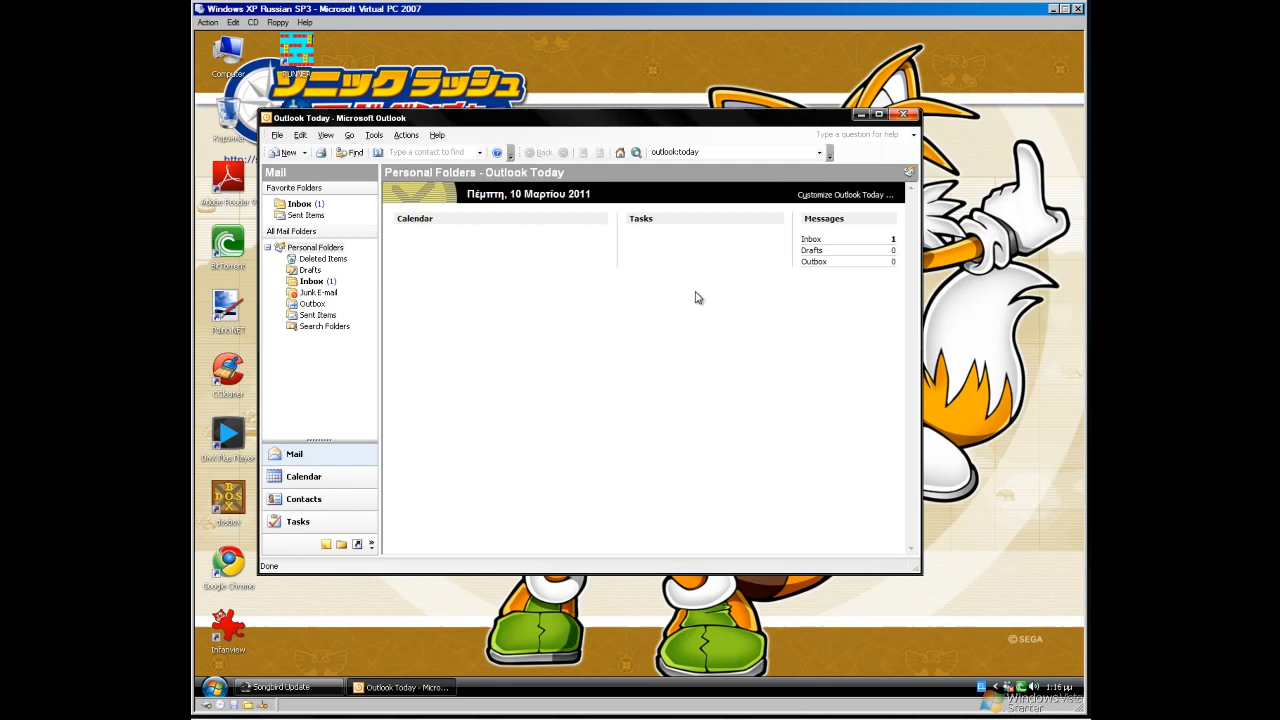 Windows XP Russian SP3 - Microsoft Virtual PC 2007
Action Edit CD Floppy Help
Computer
ソニック ラッシュ
Корзина
http://s
Adobe Reader 9
BitTorrent
Paint.NET
CCleaner
DivX Plus Player
DOS BOX
dosbox
Google Chrome
IrfanView
Outlook Today - Microsoft Outlook
File Edit View Go Tools Actions Help
Type a question for help
New Find Type a contact to find Back outlook:today
Mail
Personal Folders - Outlook Today
Favorite Folders
Inbox (1)
Sent Items
All Mail Folders
Personal Folders
Deleted Items
Drafts
Inbox (1)
Junk E-mail
Outbox
Sent Items
Search Folders
Mail
Calendar
Contacts
Tasks
Πέμπτη, 10 Μαρτίου 2011
Customize Outlook Today ...
Calendar
Tasks
Messages
Inbox 1
Drafts 0
Outbox 0
Done
©SEGA
Songbird Update
Outlook Today - Micro...
EL
1:16 μμ
Windows Vista
Starter